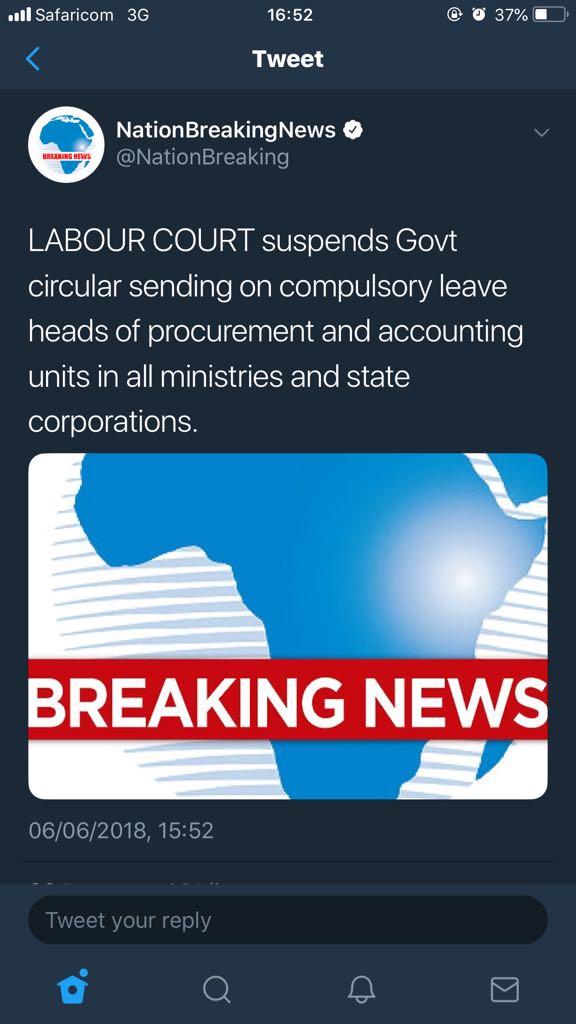 Safaricom 3G 16:52 37%
Tweet
BREAKING NEWS
NationBreakingNews
@NationBreaking
LABOUR COURT suspends Govt
circular sending on compulsory leave
heads of procurement and accounting
units in all ministries and state
corporations.
BREAKING NEWS
06/06/2018, 15:52
Tweet your reply